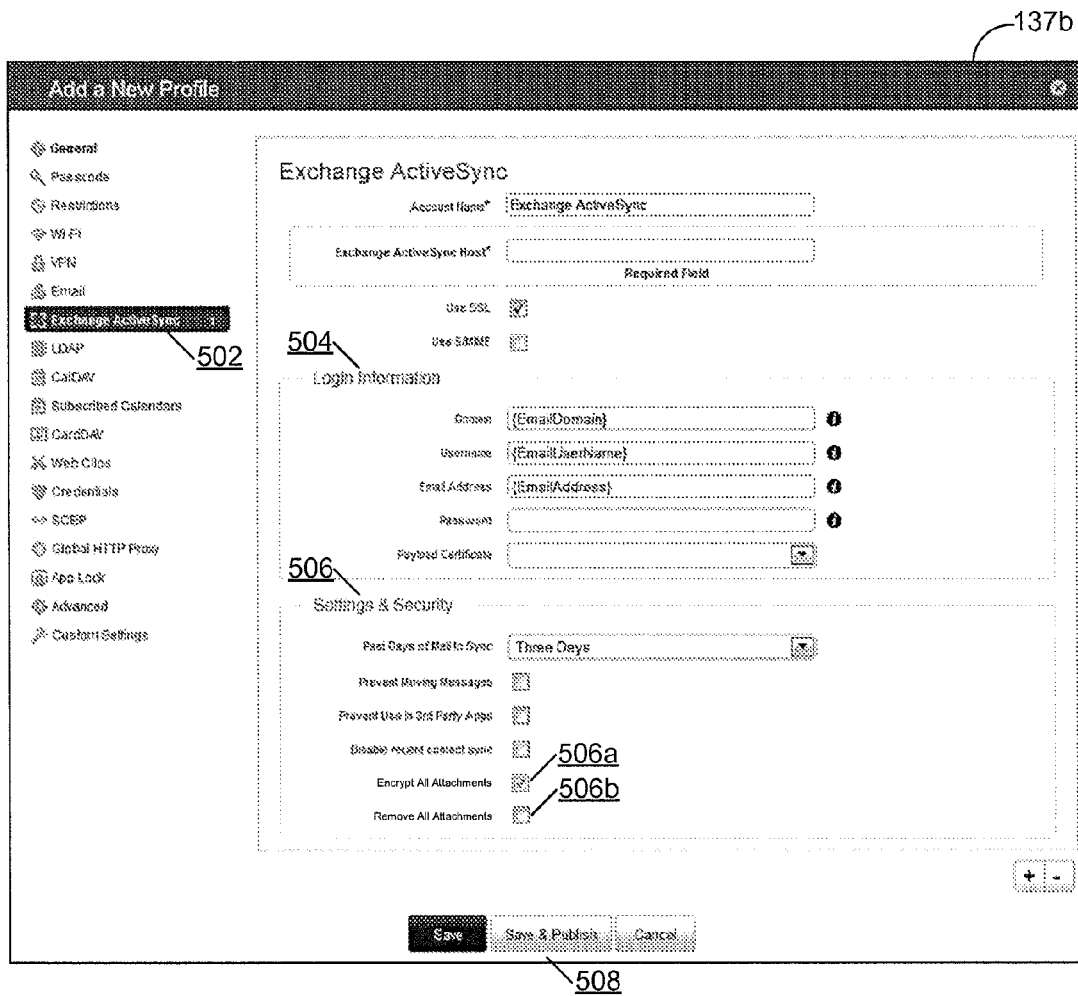 137b
Add a New Profile
General
Passcode
Restrictions
Wi-Fi
VPN
Email
Exchange ActiveSync 1
502
LDAP
CalDAV
Subscribed Calendars
CardDAV
Web Clips
Credentials
SCEP
Global HTTP Proxy
App Lock
Advanced
Custom Settings
Exchange ActiveSync
Account Name* Exchange ActiveSync
Exchange ActiveSync Host*
Required Field
Use SSL
Use S/MIME
504
Login Information
Domain {EmailDomain}
Username {EmailUserName}
Email Address {EmailAddress}
Password
Payload Certificate
506
Settings & Security
Past Days of Mail to Sync Three Days
Prevent Moving Messages
Prevent Use in 3rd Party Apps
Disable recent contact sync
506a
Encrypt All Attachments
506b
Remove All Attachments
+ -
Save Save & Publish Cancel
508